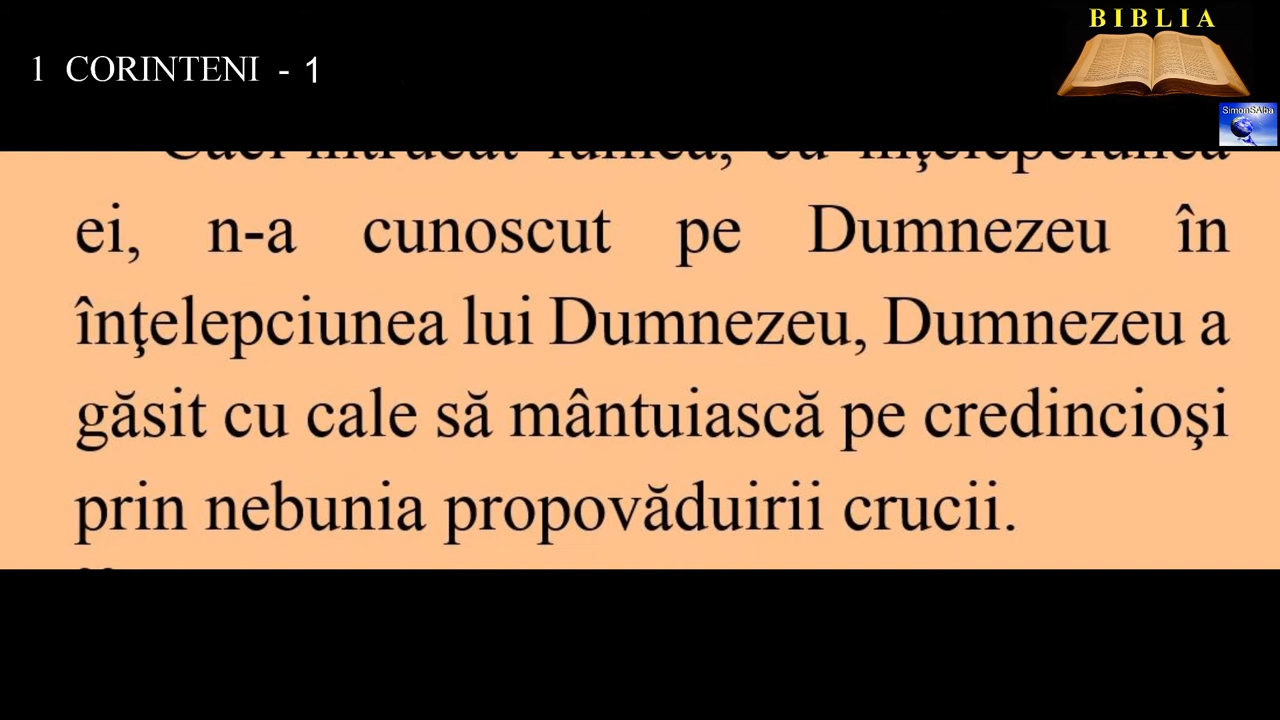 BIBLIA
1 CORINTENI - 1
SimonSAlba
ei, n-a cunoscut pe Dumnezeu în
înţelepciunea lui Dumnezeu, Dumnezeu a
găsit cu cale să mântuiască pe credincioşi
prin nebunia propovăduirii crucii.